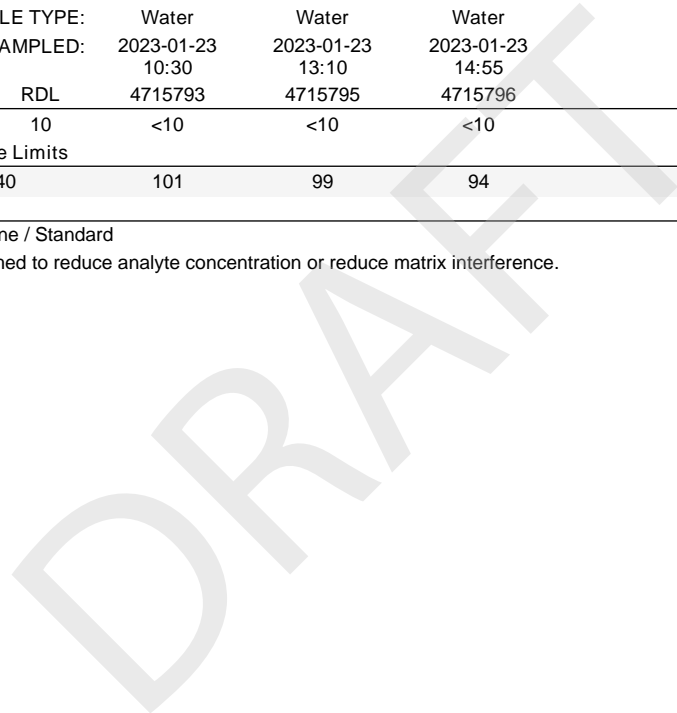 LE TYPE: Water Water Water
AMPLED: 2023-01-23 2023-01-23 2023-01-23
10:30 13:10 14:55
RDL 4715793 4715795 4715796
10 <10 <10 <10
e Limits
40 101 99 94
ne / Standard
ned to reduce analyte concentration or reduce matrix interference.
DRAFT